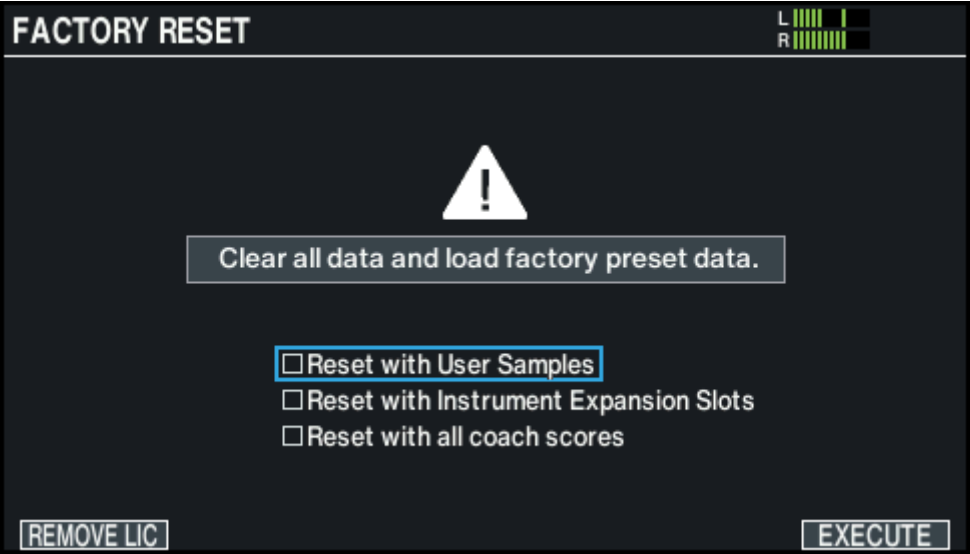 FACTORY RESET
L
R
!
Clear all data and load factory preset data.
Reset with User Samples
Reset with Instrument Expansion Slots
Reset with all coach scores
REMOVE LIC
EXECUTE